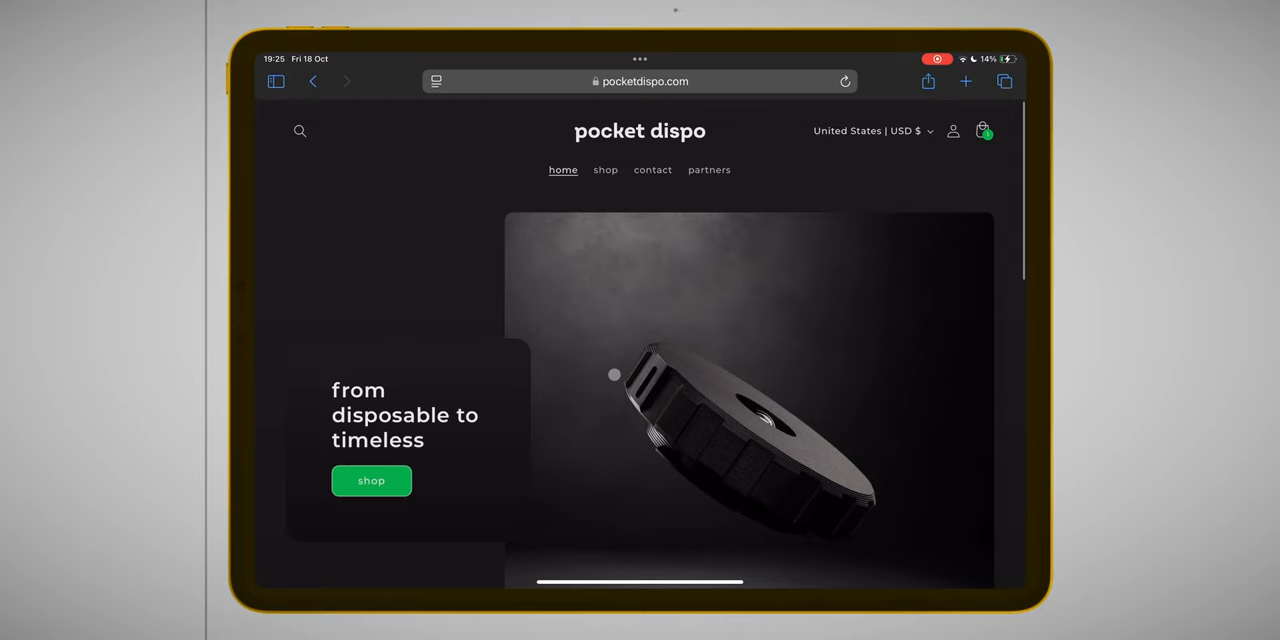 19:25 Fri 18 Oct
14%
pocketdispo.com
pocket dispo
United States | USD $
1
home shop contact partners
from
disposable to
timeless
shop